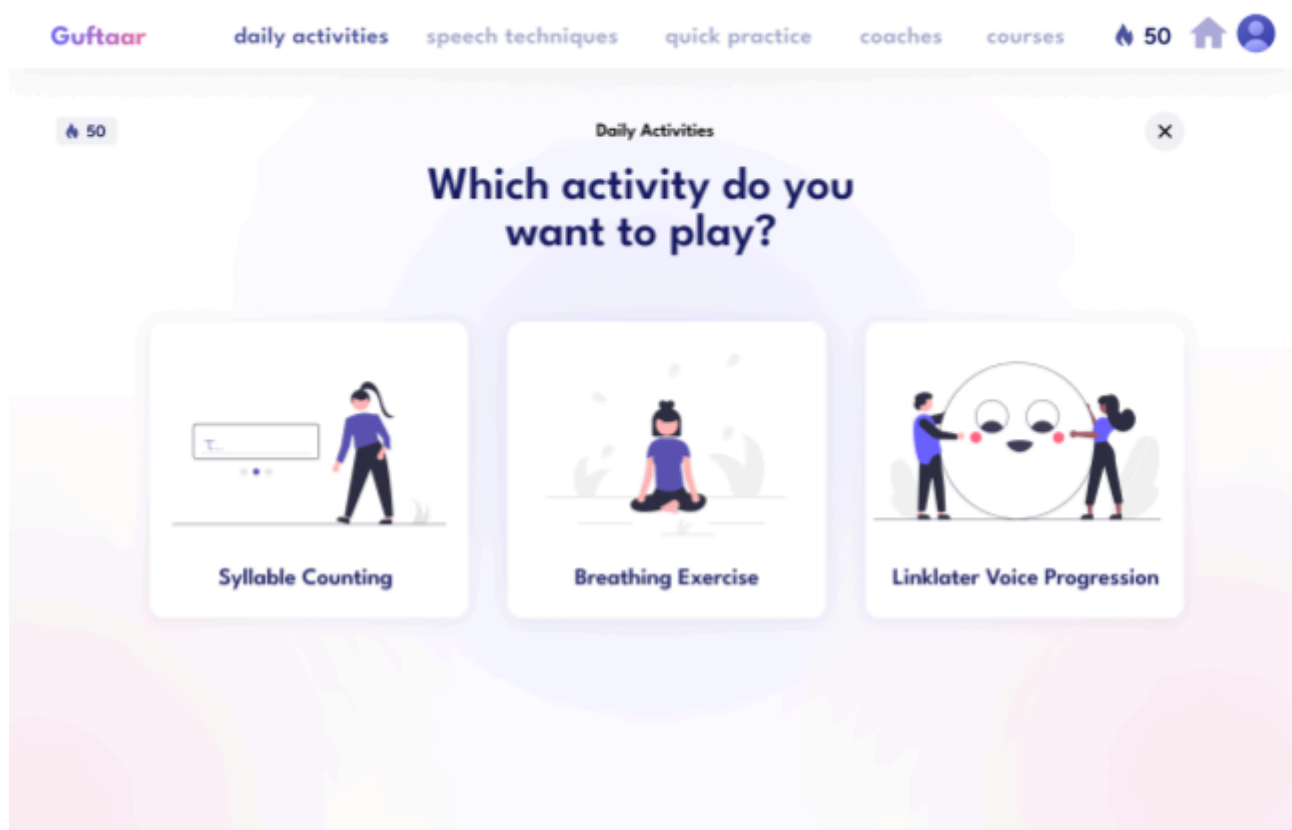 Guftaar daily activities speech techniques quick practice coaches courses 50
50 Daily Activities
Which activity do you
want to play?
T...
Syllable Counting Breathing Exercise Linklater Voice Progression